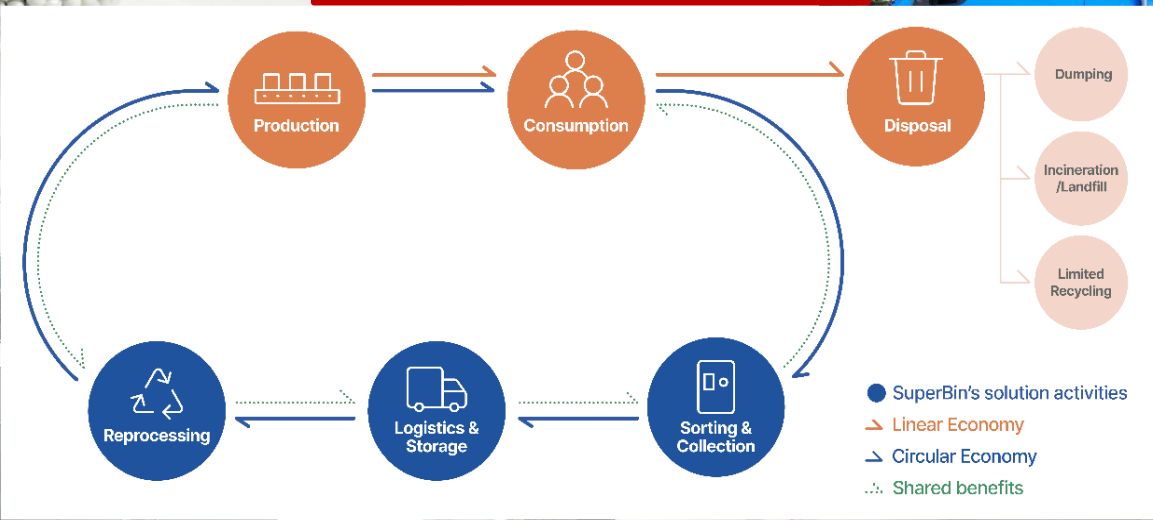 Production
Consumption
Disposal
Dumping
Incineration
/Landfill
Limited
Recycling
Reprocessing
Logistics &
Storage
Sorting &
Collection
SuperBin’s solution activities
Linear Economy
Circular Economy
Shared benefits